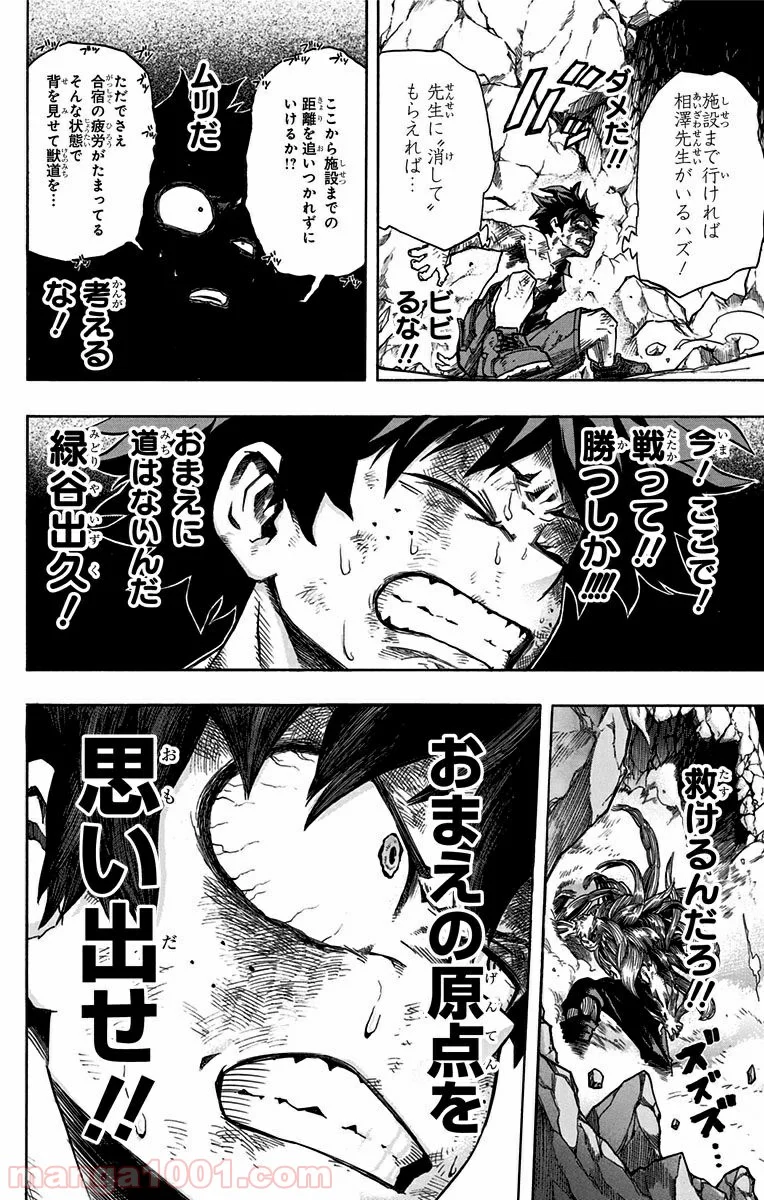 施設まで行ければ
相澤先生がいるハズ！
ダメだ!!
先生に〝消して〟
もらえれば…
ビビ
るな!!
ここから施設までの
距離を追いつかれずに
いけるか!?
ムリだ
ただでさえ
合宿の疲労がたまってる
そんな状態で
背を見せて獣道を…
考える
な！
今！ここで！
戦って!!
勝つしか!!!!!
おまえに
道はないんだ
緑谷出久！
救けるんだろ!!
ズズズ…
おまえの原点を
思い出せ!!
manga1001.com